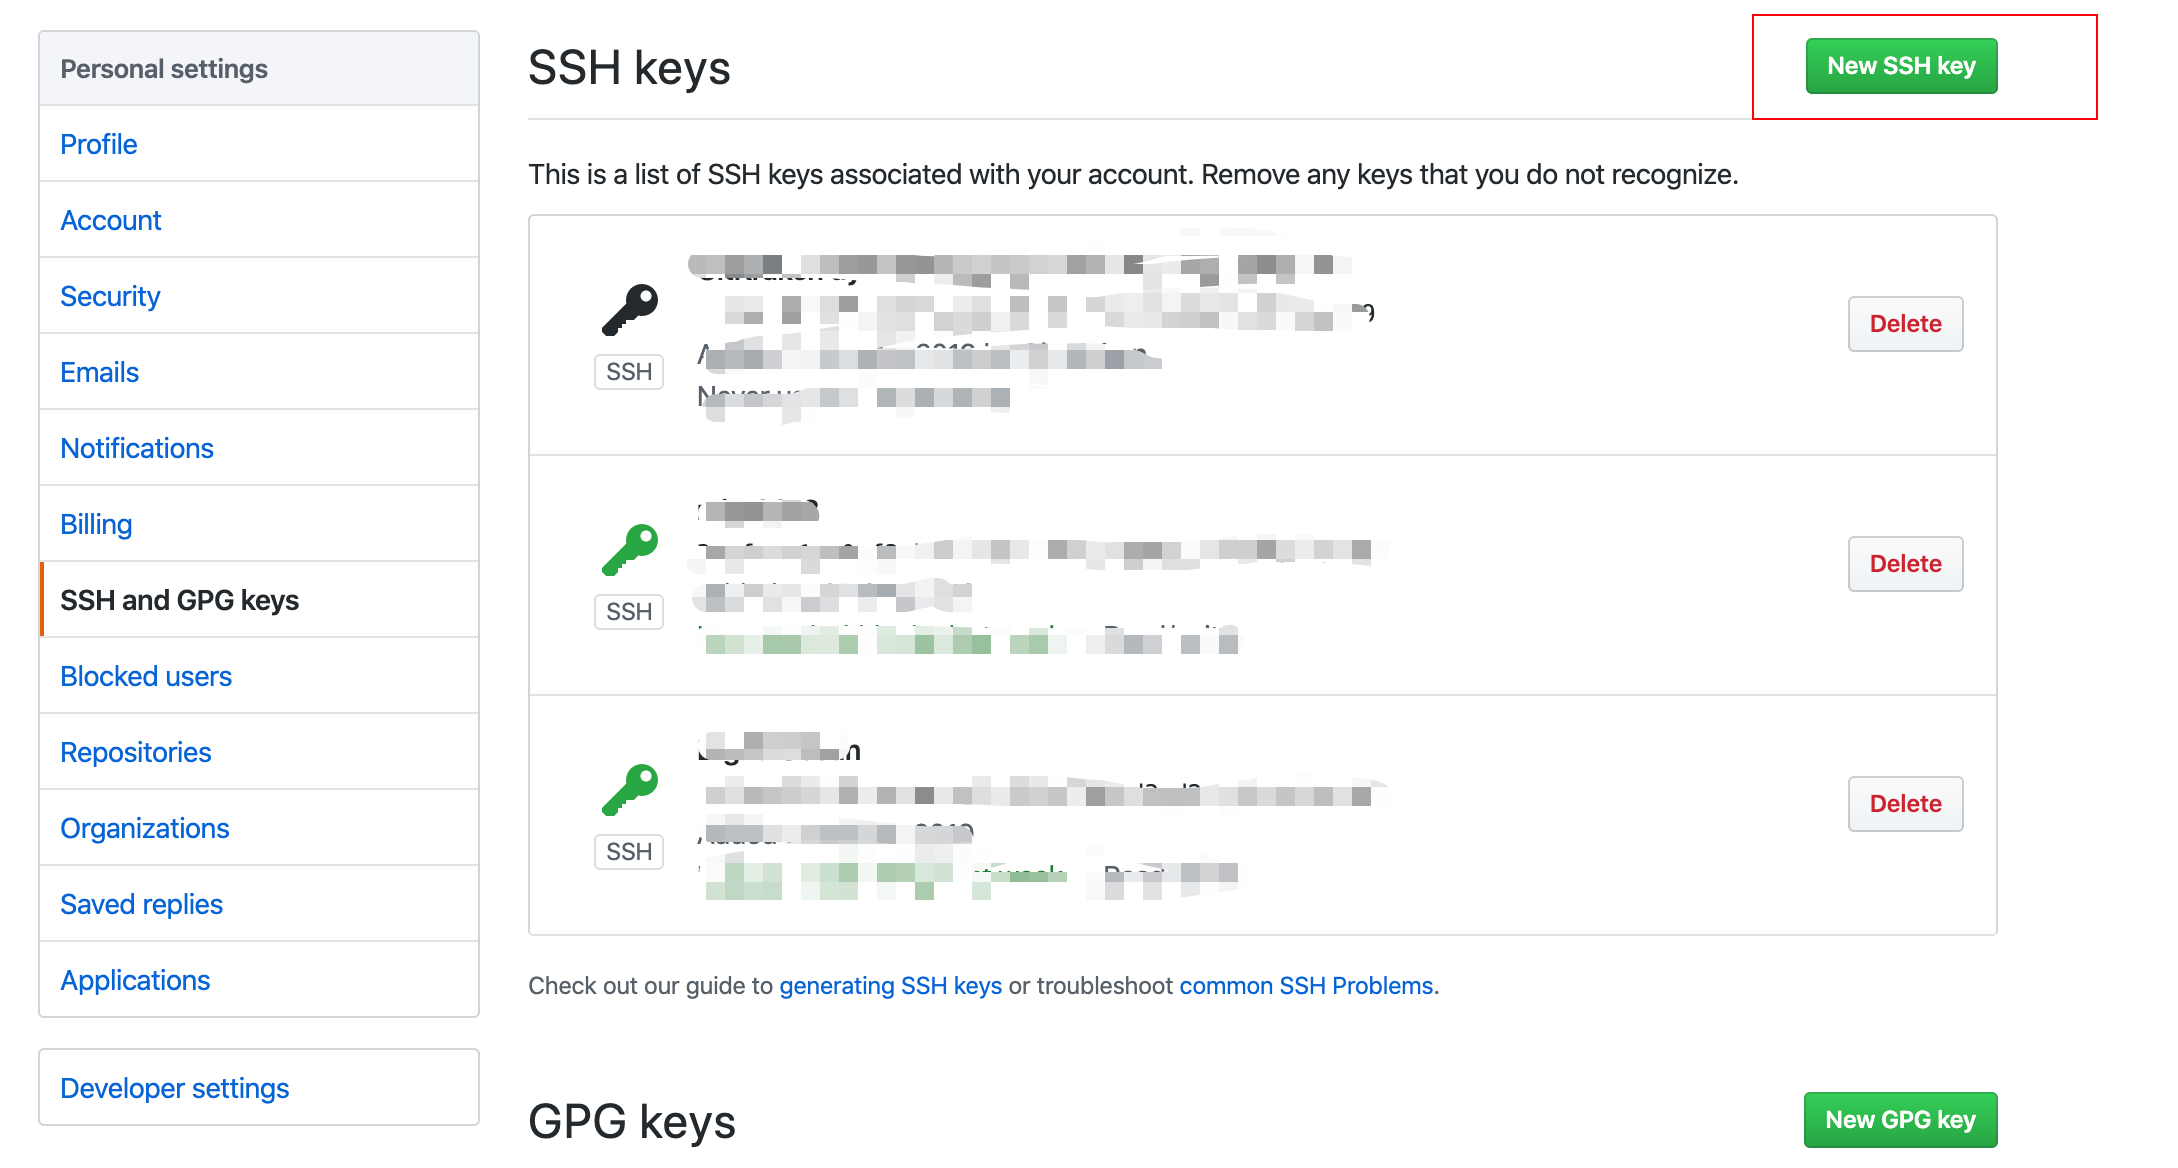 Personal settings
Profile
Account
Security
Emails
Notifications
Billing
SSH and GPG keys
Blocked users
Repositories
Organizations
Saved replies
Applications
Developer settings
SSH keys
New SSH key
This is a list of SSH keys associated with your account. Remove any keys that you do not recognize.
SSH
Delete
SSH
Delete
SSH
Delete
Check out our guide to generating SSH keys or troubleshoot common SSH Problems.
GPG keys
New GPG key